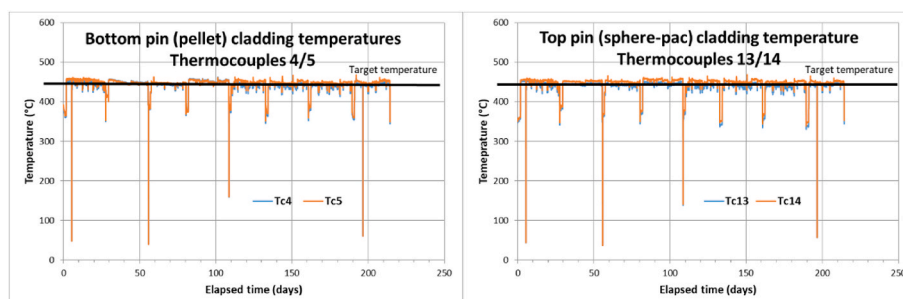 Bottom pin (pellet) cladding temperatures
Thermocouples 4/5
Target temperature
Temperature (°C)
600
500
400
300
200
100
0
Tc4 Tc5
0 50 100 150 200 250
Elapsed time (days)
Top pin (sphere-pac) cladding temperature
Thermocouples 13/14
Target temperature
Temeprature (°C)
600
500
400
300
200
100
0
Tc13 Tc14
0 50 100 150 200 250
Elapsed time (days)